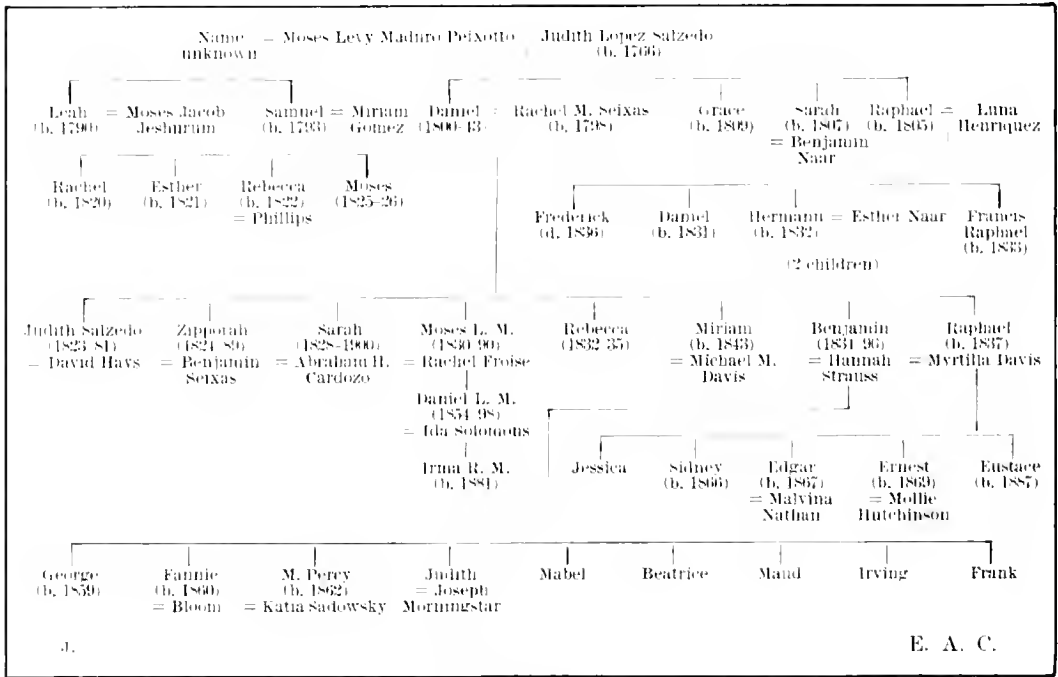 Name = Moses Levy Maduro Peixotto Judith Lopez Salzedo
unknown (b. 1766)
Leah = Moses Jacob Samuel = Miriam Daniel = Rachel M. Seixas Grace Sarah Raphael = Luna
(b. 1790) Jeshurum (b. 1793) Gomez (1800-43) (b. 1798) (b. 1809) (b. 1807) (b. 1805) Henriquez
= Benjamin
Naar
Rachel Esther Rebecca Moses
(b. 1820) (b. 1821) (b. 1822) (1825-26)
= Phillips
Frederick Daniel Hermann = Esther Naar Francis
(d. 1836) (b. 1831) (b. 1832) Raphael
(b. 1833)
(2 children)
Judith Salzedo Zipporah Sarah Moses L. M. Rebecca Miriam Benjamin Raphael
(1823-81) (1824-89) (1828-1900) (1830-90) (1832-35) (b. 1843) (1834-96) (b. 1837)
= David Hays = Benjamin = Abraham H. = Rachel Froise = Michael M. = Hannah = Myrtilla Davis
Seixas Cardozo Davis Strauss
Daniel L. M.
(1854-98)
= Ida Solomons
Irma R. M. Jessica Sidney Edgar Ernest Eustace
(b. 1881) (b. 1866) (b. 1867) (b. 1869) (b. 1887)
= Malvina = Mollie
Nathan Hutchinson
George Fannie M. Percy Judith Mabel Beatrice Maud Irving Frank
(b. 1859) (b. 1860) (b. 1862) = Joseph
= Bloom = Katia Sadowsky Morningstar
J. E. A. C.